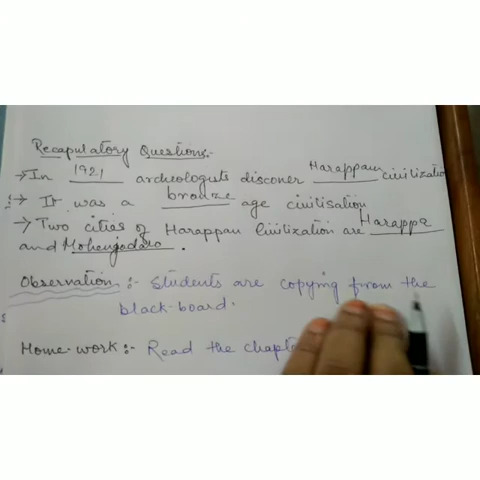 Recapulatory Questions:-
→In 1921 archeologists discover Harappan civilization
→ It was a bronze age civilisation
→ Two cities of Harappan Civilization are Harappa
and Mohenjodaro.
Observation :- Students are copying from the
black-board.
Home-work :- Read the